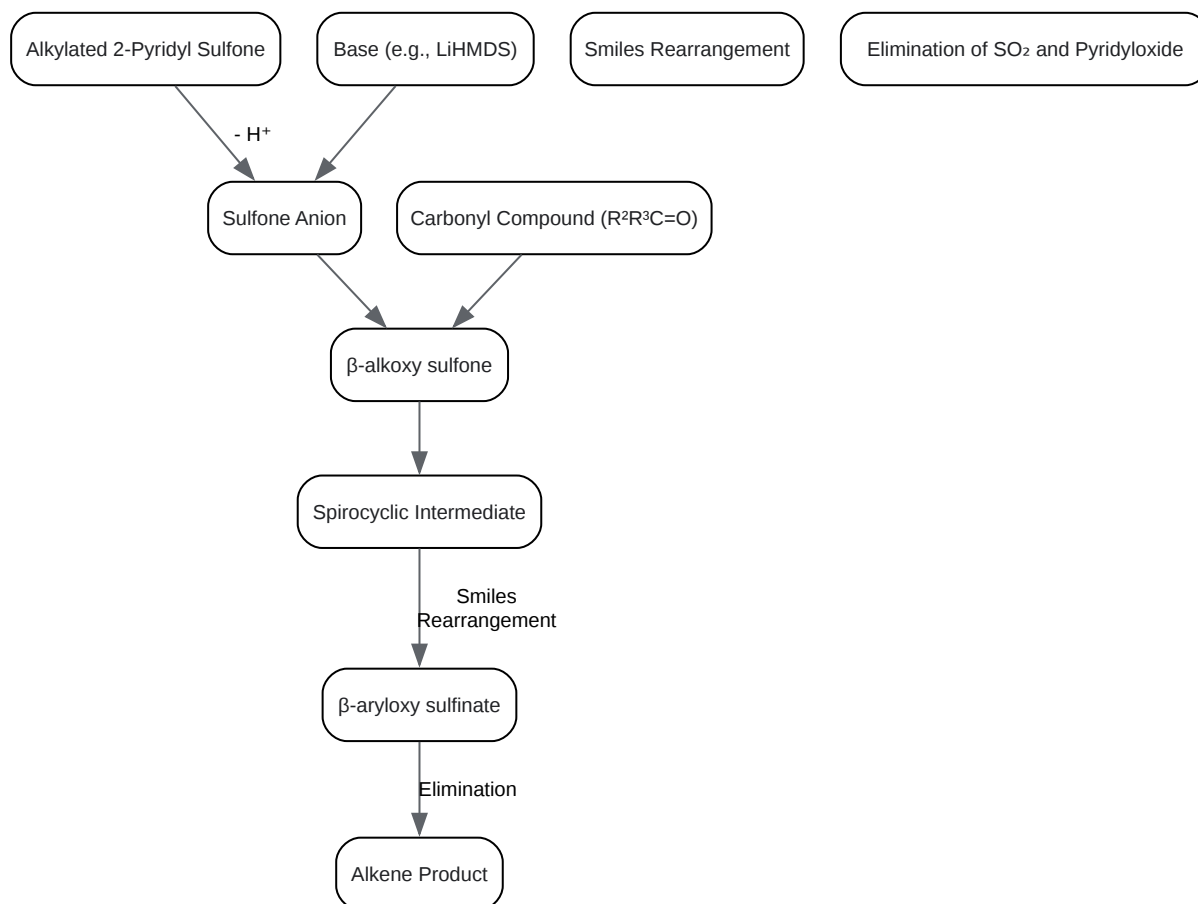 Alkylated 2-Pyridyl Sulfone
Base (e.g., LiHMDS)
Smiles Rearrangement
Elimination of SO₂ and Pyridyloxide
- H⁺
Sulfone Anion
Carbonyl Compound (R²R³C=O)
β-alkoxy sulfone
Spirocyclic Intermediate
Smiles
Rearrangement
β-aryloxy sulfinate
Elimination
Alkene Product